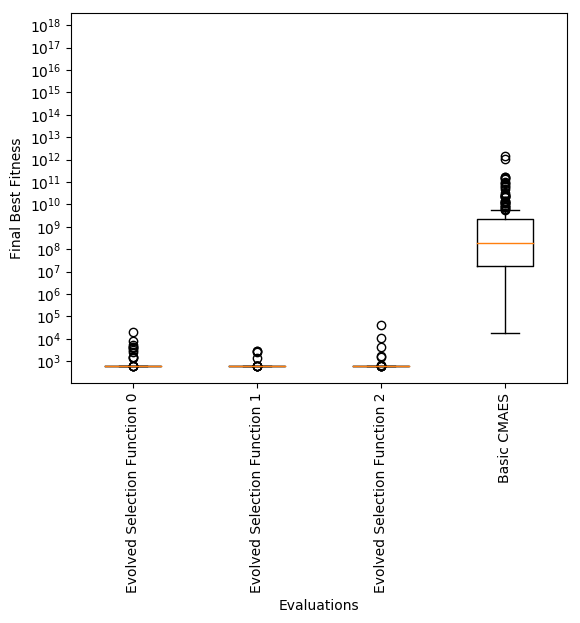 Final Best Fitness
10^18
10^17
10^16
10^15
10^14
10^13
10^12
10^11
10^10
10^9
10^8
10^7
10^6
10^5
10^4
10^3
Evolved Selection Function 0
Evolved Selection Function 1
Evolved Selection Function 2
Basic CMAES
Evaluations